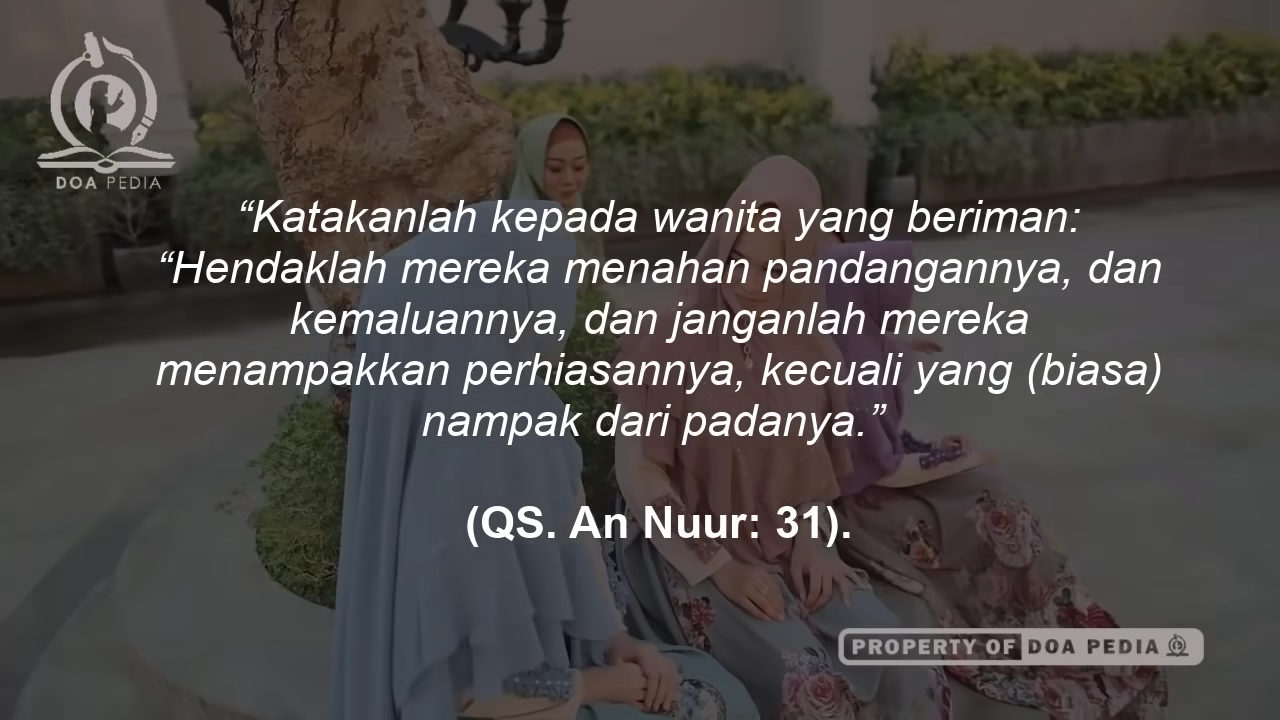 DOA PEDIA
“Katakanlah kepada wanita yang beriman:
“Hendaklah mereka menahan pandangannya, dan
kemaluannya, dan janganlah mereka
menampakkan perhiasannya, kecuali yang (biasa)
nampak dari padanya.”
(QS. An Nuur: 31).
PROPERTY OF DOA PEDIA